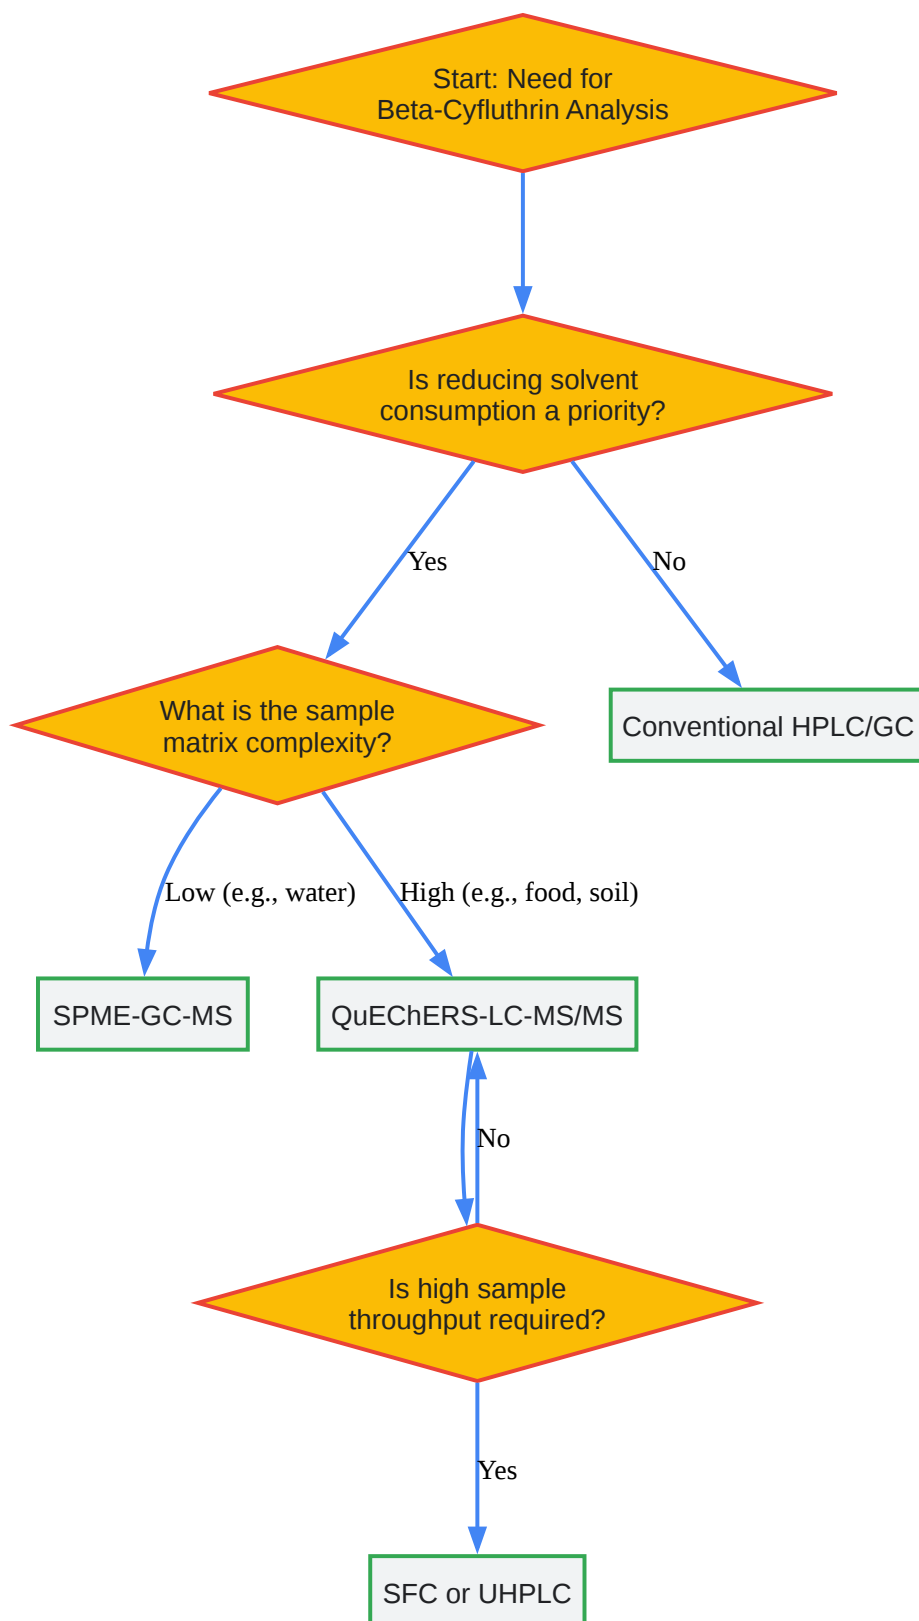 Start: Need for
Beta-Cyfluthrin Analysis
Is reducing solvent
consumption a priority?
Yes
No
What is the sample
matrix complexity?
Conventional HPLC/GC
Low (e.g., water)
High (e.g., food, soil)
SPME-GC-MS
QuEChERS-LC-MS/MS
No
Is high sample
throughput required?
Yes
SFC or UHPLC